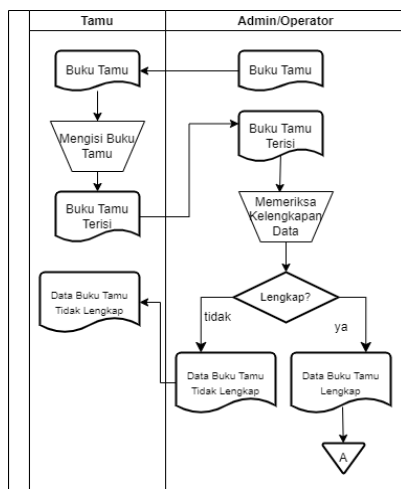 Tamu
Admin/Operator
Buku Tamu
Buku Tamu
Mengisi Buku
Tamu
Buku Tamu
Terisi
Buku Tamu
Terisi
Memeriksa
Kelengkapan
Data
Lengkap?
Data Buku Tamu
Tidak Lengkap
tidak
ya
Data Buku Tamu
Tidak Lengkap
Data Buku Tamu
Lengkap
A